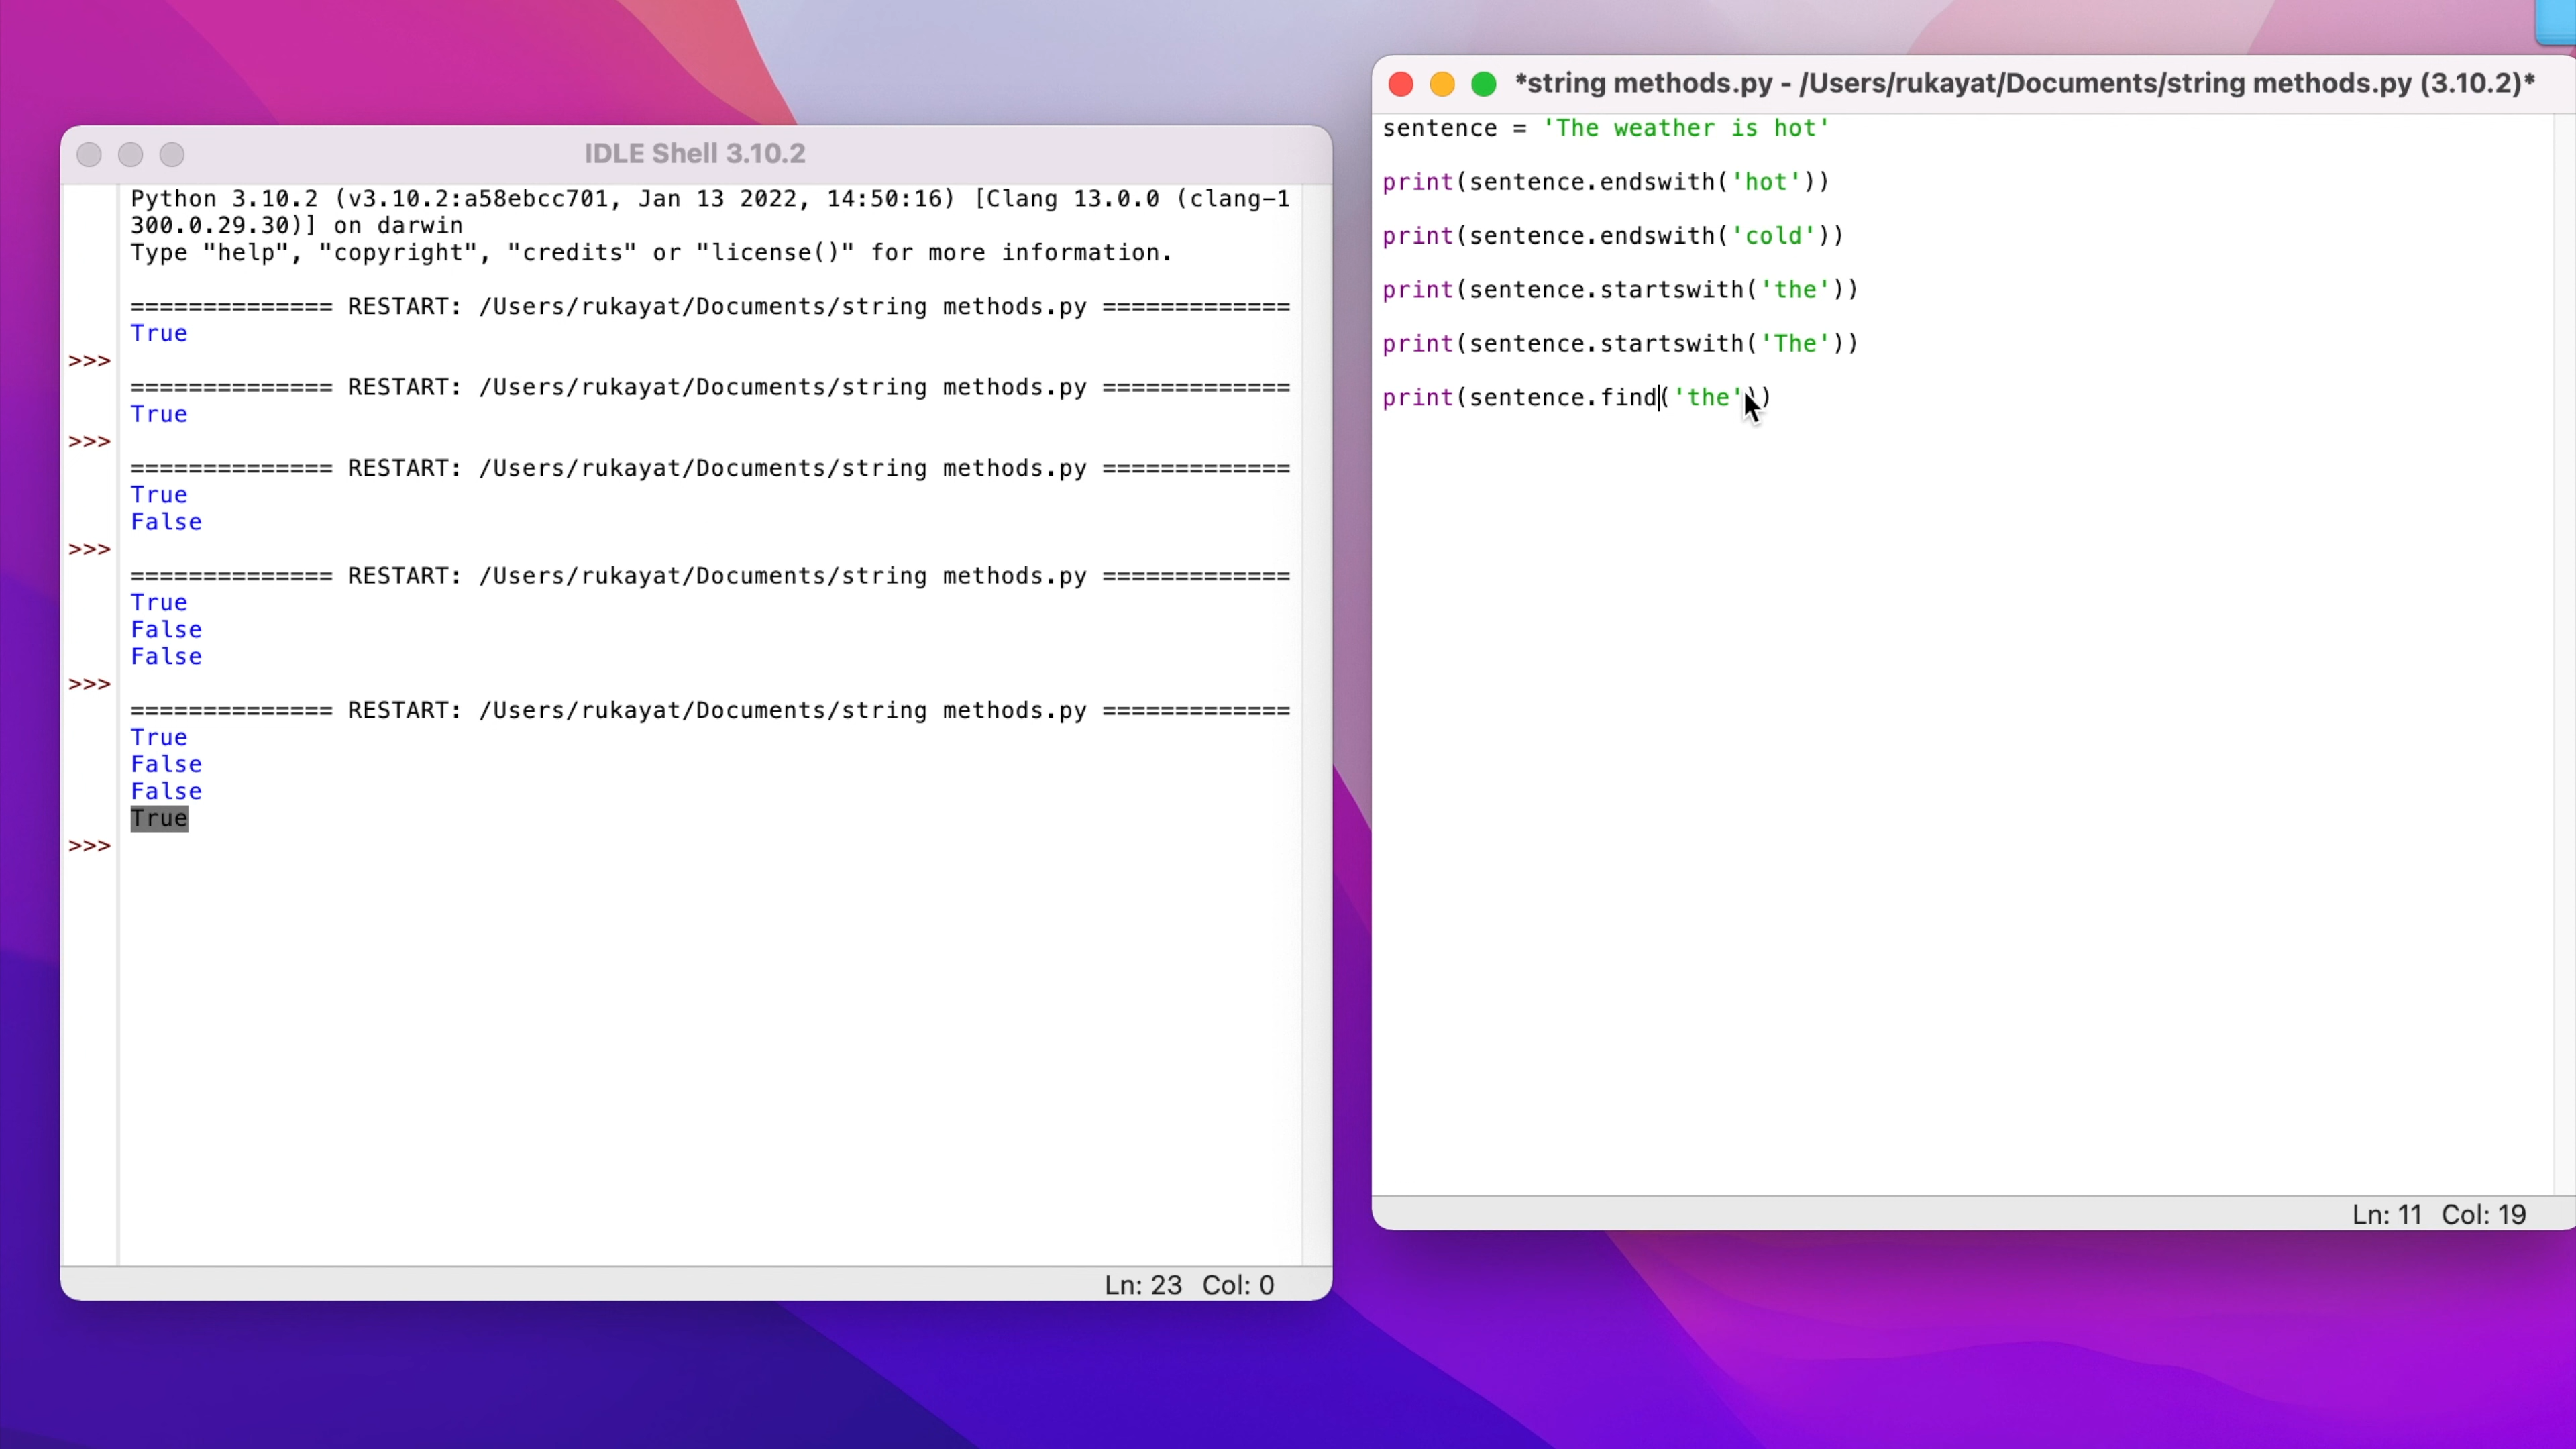 IDLE Shell 3.10.2
Python 3.10.2 (v3.10.2:a58ebcc701, Jan 13 2022, 14:50:16) [Clang 13.0.0 (clang-1
300.0.29.30)] on darwin
Type "help", "copyright", "credits" or "license()" for more information.
============== RESTART: /Users/rukayat/Documents/string methods.py =============
True
>>>
============== RESTART: /Users/rukayat/Documents/string methods.py =============
True
>>>
============== RESTART: /Users/rukayat/Documents/string methods.py =============
True
False
>>>
============== RESTART: /Users/rukayat/Documents/string methods.py =============
True
False
False
>>>
============== RESTART: /Users/rukayat/Documents/string methods.py =============
True
False
False
True
>>>
Ln: 23 Col: 0
*string methods.py - /Users/rukayat/Documents/string methods.py (3.10.2)*
sentence = 'The weather is hot'
print(sentence.endswith('hot'))
print(sentence.endswith('cold'))
print(sentence.startswith('the'))
print(sentence.startswith('The'))
print(sentence.find('the'))
Ln: 11 Col: 19